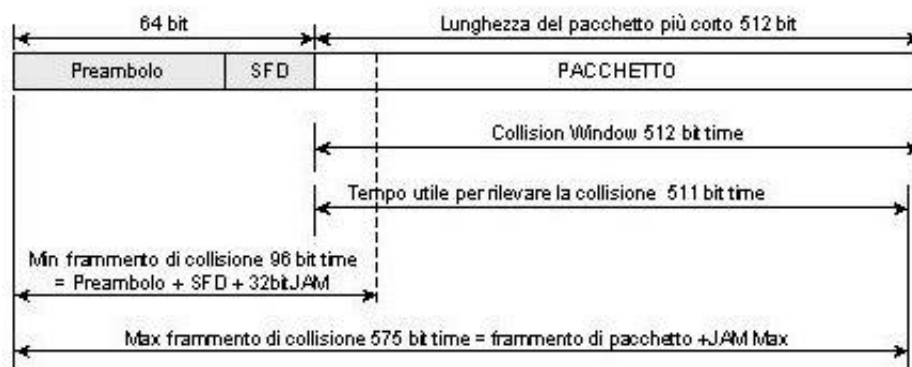 64 bit
Lunghezza del pacchetto più corto 512 bit
Preambolo
SFD
PACCHETTO
Collision Window 512 bit time
Tempo utile per rilevare la collisione 511 bit time
Min frammento di collisione 96 bit time
= Preambolo + SFD + 32bitJAM
Max frammento di collisione 575 bit time = frammento di pacchetto +JAM Max